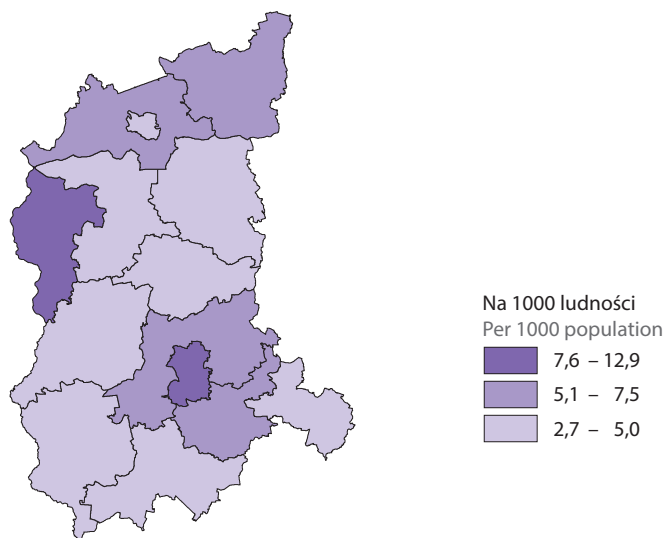 Na 1000 ludności
Per 1000 population
7,6 – 12,9
5,1 – 7,5
2,7 – 5,0